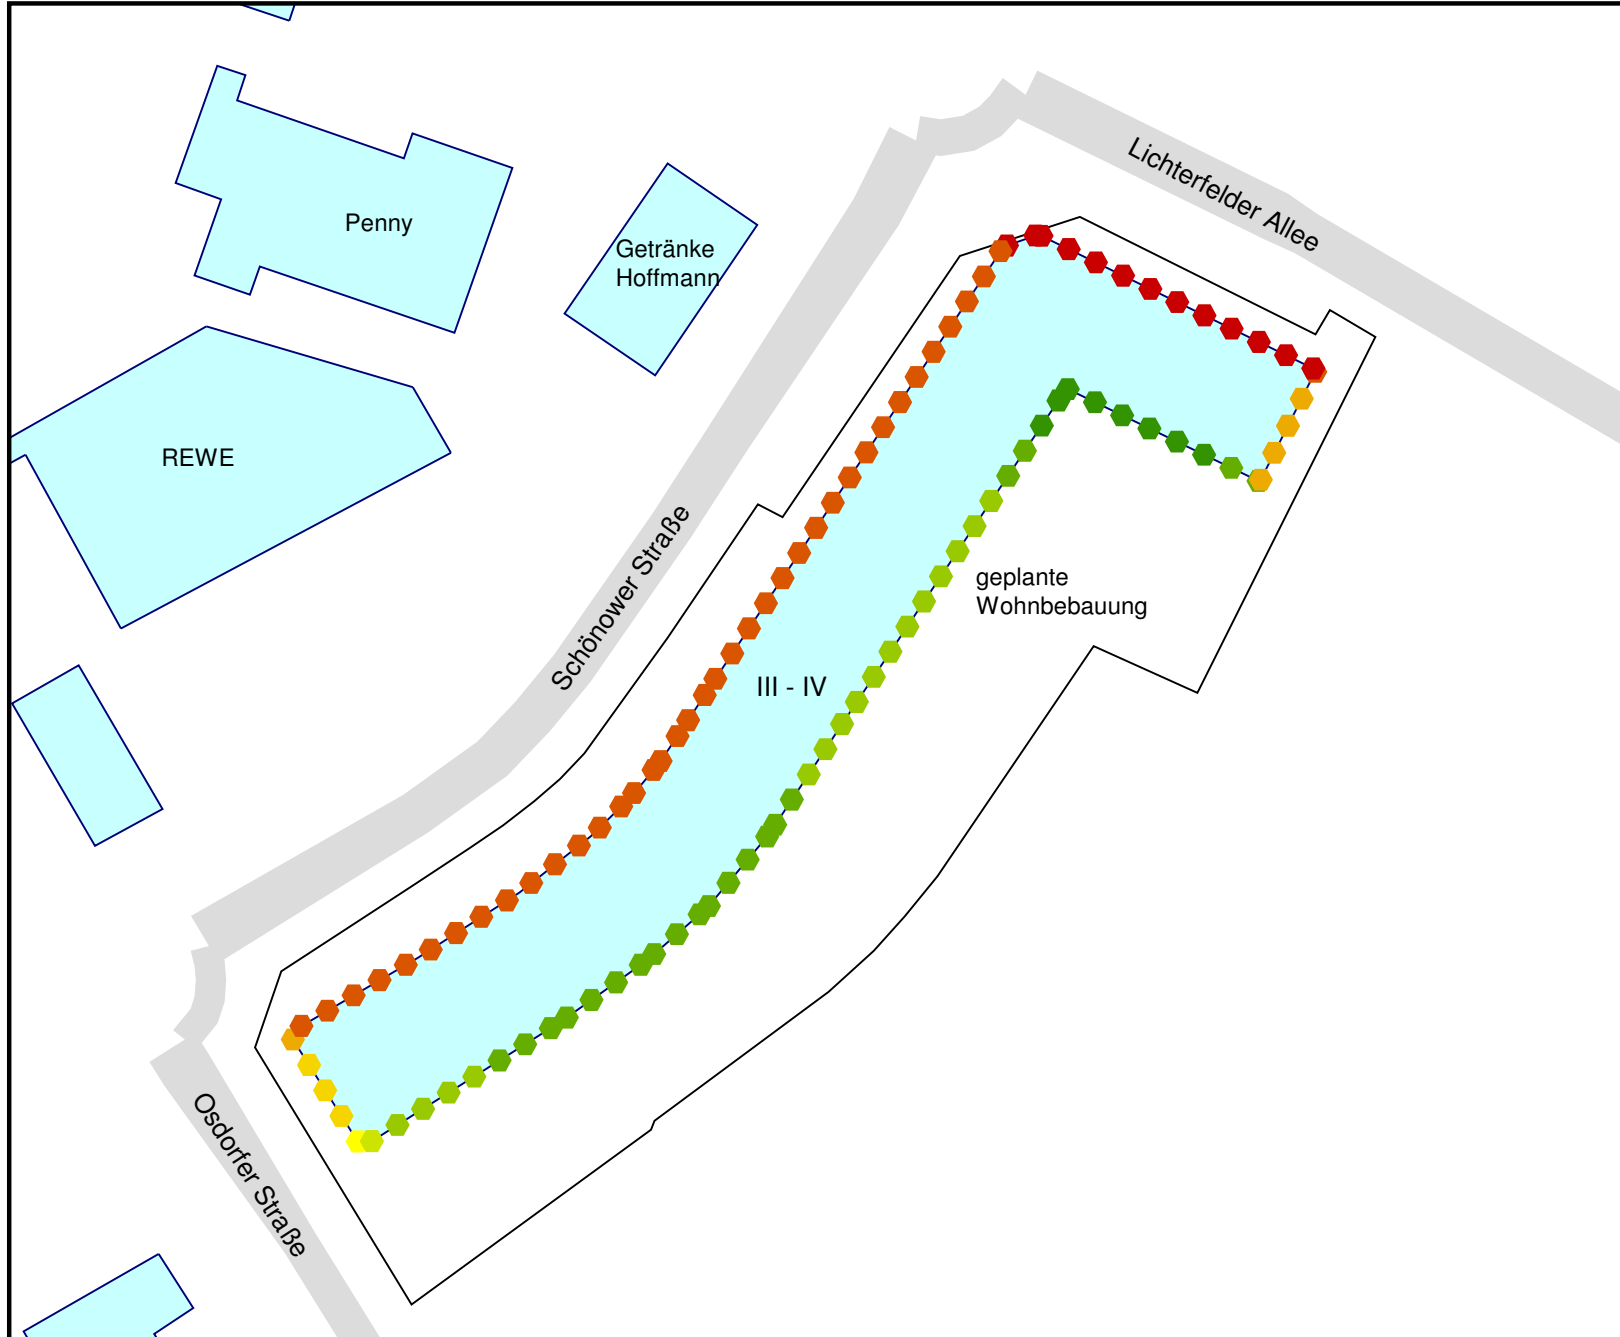 Lichterfelder Allee
Penny
Getränke
Hoffmann
REWE
Schönower Straße
geplante
Wohnbebauung
III - IV
Osdorfer Straße